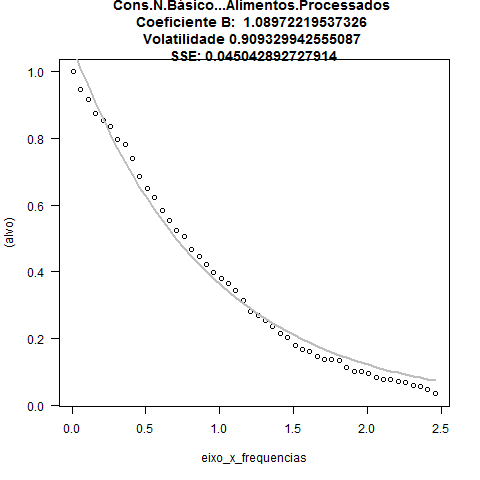 Cons.N.Básico...Alimentos.Processados
Coeficiente B:  1.08972219537326
Volatilidade 0.909329942555087
SSE: 0.045042892727914
1.0
0.8
0.6
0.4
0.2
0.0
(alvo)
0.0 0.5 1.0 1.5 2.0 2.5
eixo_x_frequencias